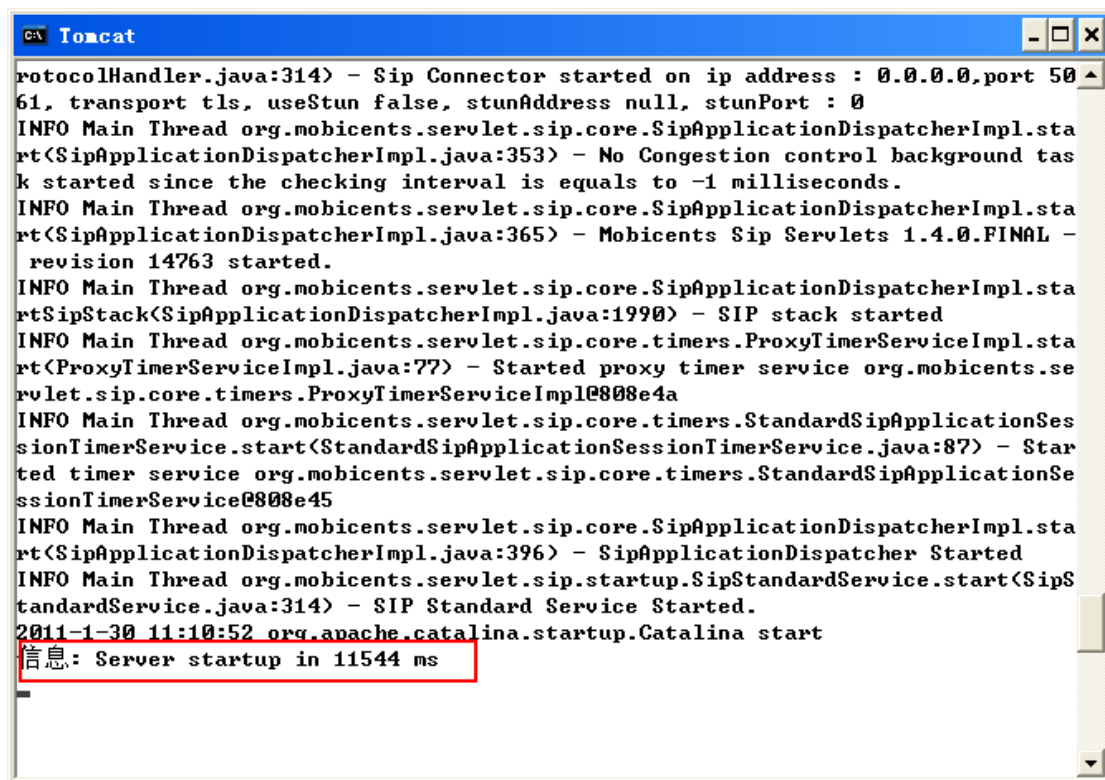 Tomcat
rotocolHandler.java:314) - Sip Connector started on ip address : 0.0.0.0,port 50
61, transport tls, useStun false, stunAddress null, stunPort : 0
INFO Main Thread org.mobicents.servlet.sip.core.SipApplicationDispatcherImpl.sta
rt(SipApplicationDispatcherImpl.java:353) - No Congestion control background tas
k started since the checking interval is equals to -1 milliseconds.
INFO Main Thread org.mobicents.servlet.sip.core.SipApplicationDispatcherImpl.sta
rt(SipApplicationDispatcherImpl.java:365) - Mobicents Sip Servlets 1.4.0.FINAL -
 revision 14763 started.
INFO Main Thread org.mobicents.servlet.sip.core.SipApplicationDispatcherImpl.sta
rtSipStack(SipApplicationDispatcherImpl.java:1990) - SIP stack started
INFO Main Thread org.mobicents.servlet.sip.core.timers.ProxyTimerServiceImpl.sta
rt(ProxyTimerServiceImpl.java:77) - Started proxy timer service org.mobicents.se
rvlet.sip.core.timers.ProxyTimerServiceImpl@808e4a
INFO Main Thread org.mobicents.servlet.sip.core.timers.StandardSipApplicationSes
sionTimerService.start(StandardSipApplicationSessionTimerService.java:87) - Star
ted timer service org.mobicents.servlet.sip.core.timers.StandardSipApplicationSe
ssionTimerService@808e45
INFO Main Thread org.mobicents.servlet.sip.core.SipApplicationDispatcherImpl.sta
rt(SipApplicationDispatcherImpl.java:396) - SipApplicationDispatcher Started
INFO Main Thread org.mobicents.servlet.sip.startup.SipStandardService.start(SipS
tandardService.java:314) - SIP Standard Service Started.
2011-1-30 11:10:52 org.apache.catalina.startup.Catalina start
信息: Server startup in 11544 ms